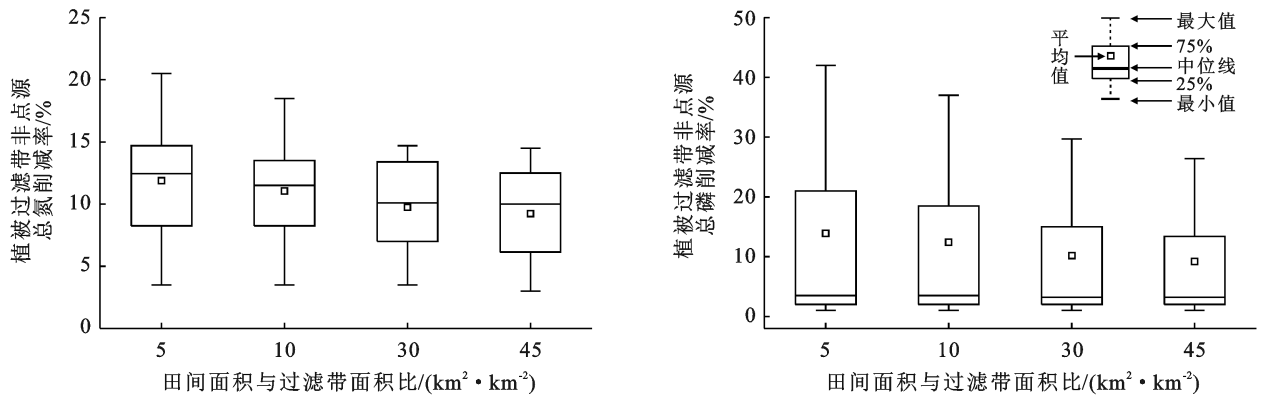 25
20
15
10
5
0
植被过滤带非点源
总氮削减率/%
5 10 30 45
田间面积与过滤带面积比/(km²·km⁻²)
50
40
30
20
10
0
植被过滤带非点源
总磷削减率/%
平均值
最大值
75%
中位线
25%
最小值
5 10 30 45
田间面积与过滤带面积比/(km²·km⁻²)